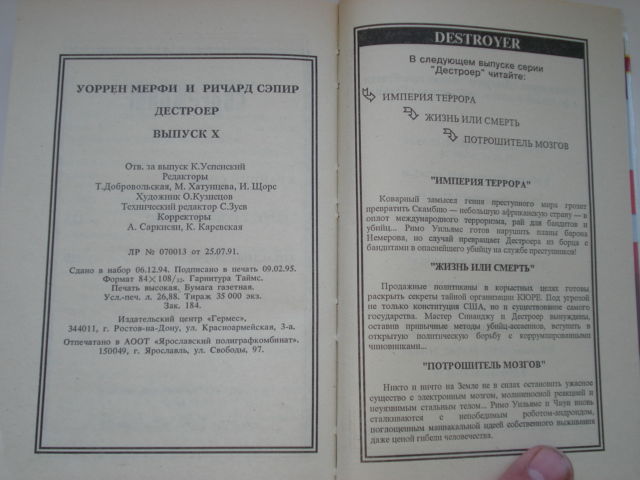 УОРРЕН МЕРФИ И РИЧАРД СЭПИР
ДЕСТРОЕР
ВЫПУСК X
Отв. за выпуск К.Успенский
Редакторы
Т.Добровольская, М. Хатунцева, И. Щорс
Художник О.Кузнецов
Технический редактор С.Зуев
Корректоры
А. Саркисян, К. Каревская
ЛР № 070013 от 25.07.91.
Сдано в набор 06.12.94. Подписано в печать 09.02.95.
Формат 84×108/32. Гарнитура Таймс.
Печать высокая. Бумага газетная.
Усл.-печ. л. 26,88. Тираж 35 000 экз.
Зак. 184.
Издательский центр «Гермес».
344011, г. Ростов-на-Дону, ул. Красноармейская, 3-а.
Отпечатано в АООТ «Ярославский полиграфкомбинат».
150049, г. Ярославль, ул. Свободы, 97.
DESTROYER
В следующем выпуске серии
"Дестроер" читайте:
ИМПЕРИЯ ТЕРРОРА
ЖИЗНЬ ИЛИ СМЕРТЬ
ПОТРОШИТЕЛЬ МОЗГОВ
"ИМПЕРИЯ ТЕРРОРА"
Коварный замысел гения преступного мира грозит
превратить Скамбию — небольшую африканскую страну — в
оплот международного терроризма, рай для бандитов и
убийц... Римо Уильямс готов нарушить планы барона
Немерова, но случай превращает Дестроера из борца с
бандитами в опаснейшего убийцу на службе преступников!
"ЖИЗНЬ ИЛИ СМЕРТЬ"
Продажные политиканы в корыстных целях готовы
раскрыть секреты тайной организации КЮРЕ. Под угрозой
не только конституция США, но и существование самого
государства. Мастер Синанджу и Дестроер вынуждены,
оставив привычные методы убийц-ассасинов, вступить в
открытую политическую борьбу с коррумпированными
чиновниками...
"ПОТРОШИТЕЛЬ МОЗГОВ"
Никто и ничто на Земле не в силах остановить ужасное
существо с электронным мозгом, молниеносной реакцией и
неуязвимым стальным телом... Римо Уильямс и Чиун вновь
сталкиваются с непобедимым роботом-андроидом,
поглощенным маниакальной идеей собственного выживания
даже ценой гибели человечества.